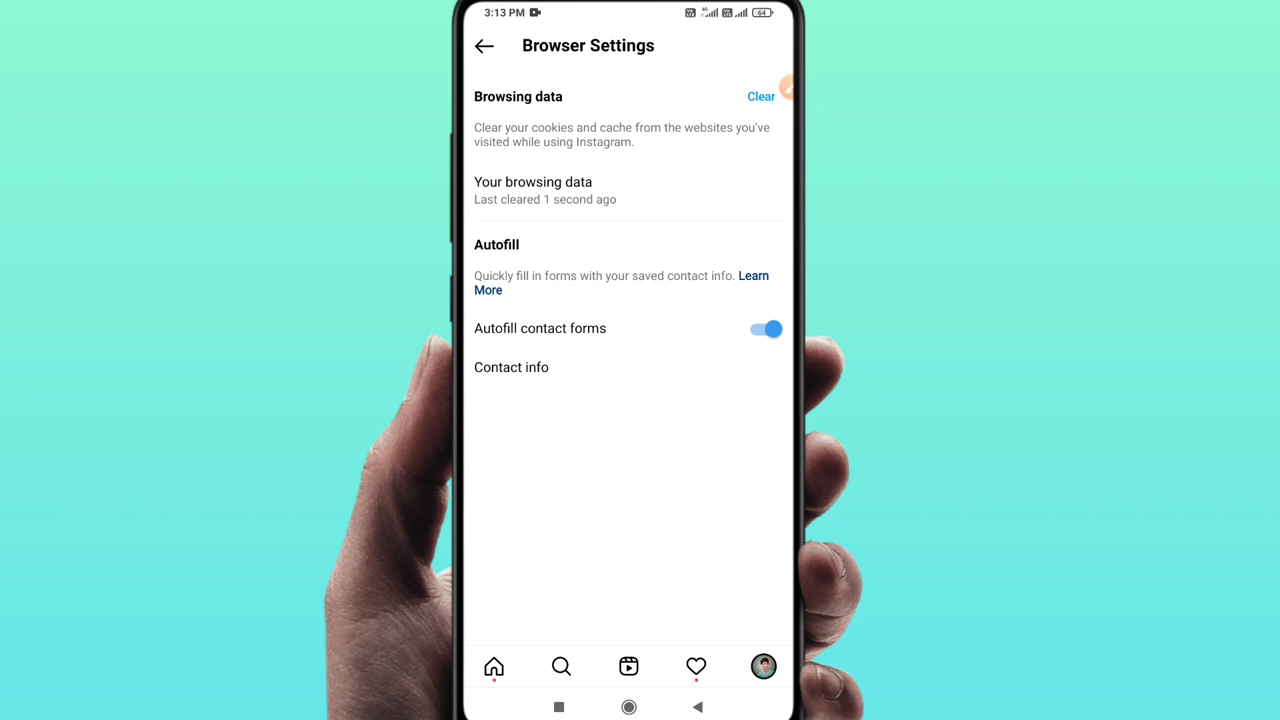 3:13 PM
4G
64
Browser Settings
Browsing data
Clear
Clear your cookies and cache from the websites you've
visited while using Instagram.
Your browsing data
Last cleared 1 second ago
Autofill
Quickly fill in forms with your saved contact info. Learn
More
Autofill contact forms
Contact info